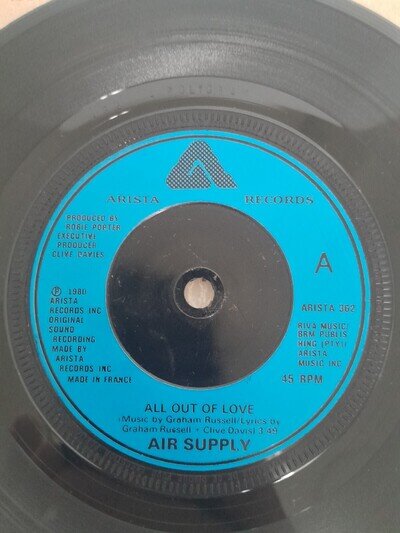 ARISTA RECORDS
PRODUCED BY
ROBIE PORTER
EXECUTIVE
PRODUCER
CLIVE DAVIES
A
℗ 1980
ARISTA
RECORDS INC
ORIGINAL
SOUND
RECORDING
MADE BY
ARISTA
RECORDS INC
MADE IN FRANCE
ARISTA 362
RIVA MUSIC/
BRM PUBLIS
HING (PTY)/
ARISTA
MUSIC INC
45 RPM
ALL OUT OF LOVE
(Music by Graham Russell/Lyrics by
Graham Russell + Clive Davis) 3.49
AIR SUPPLY